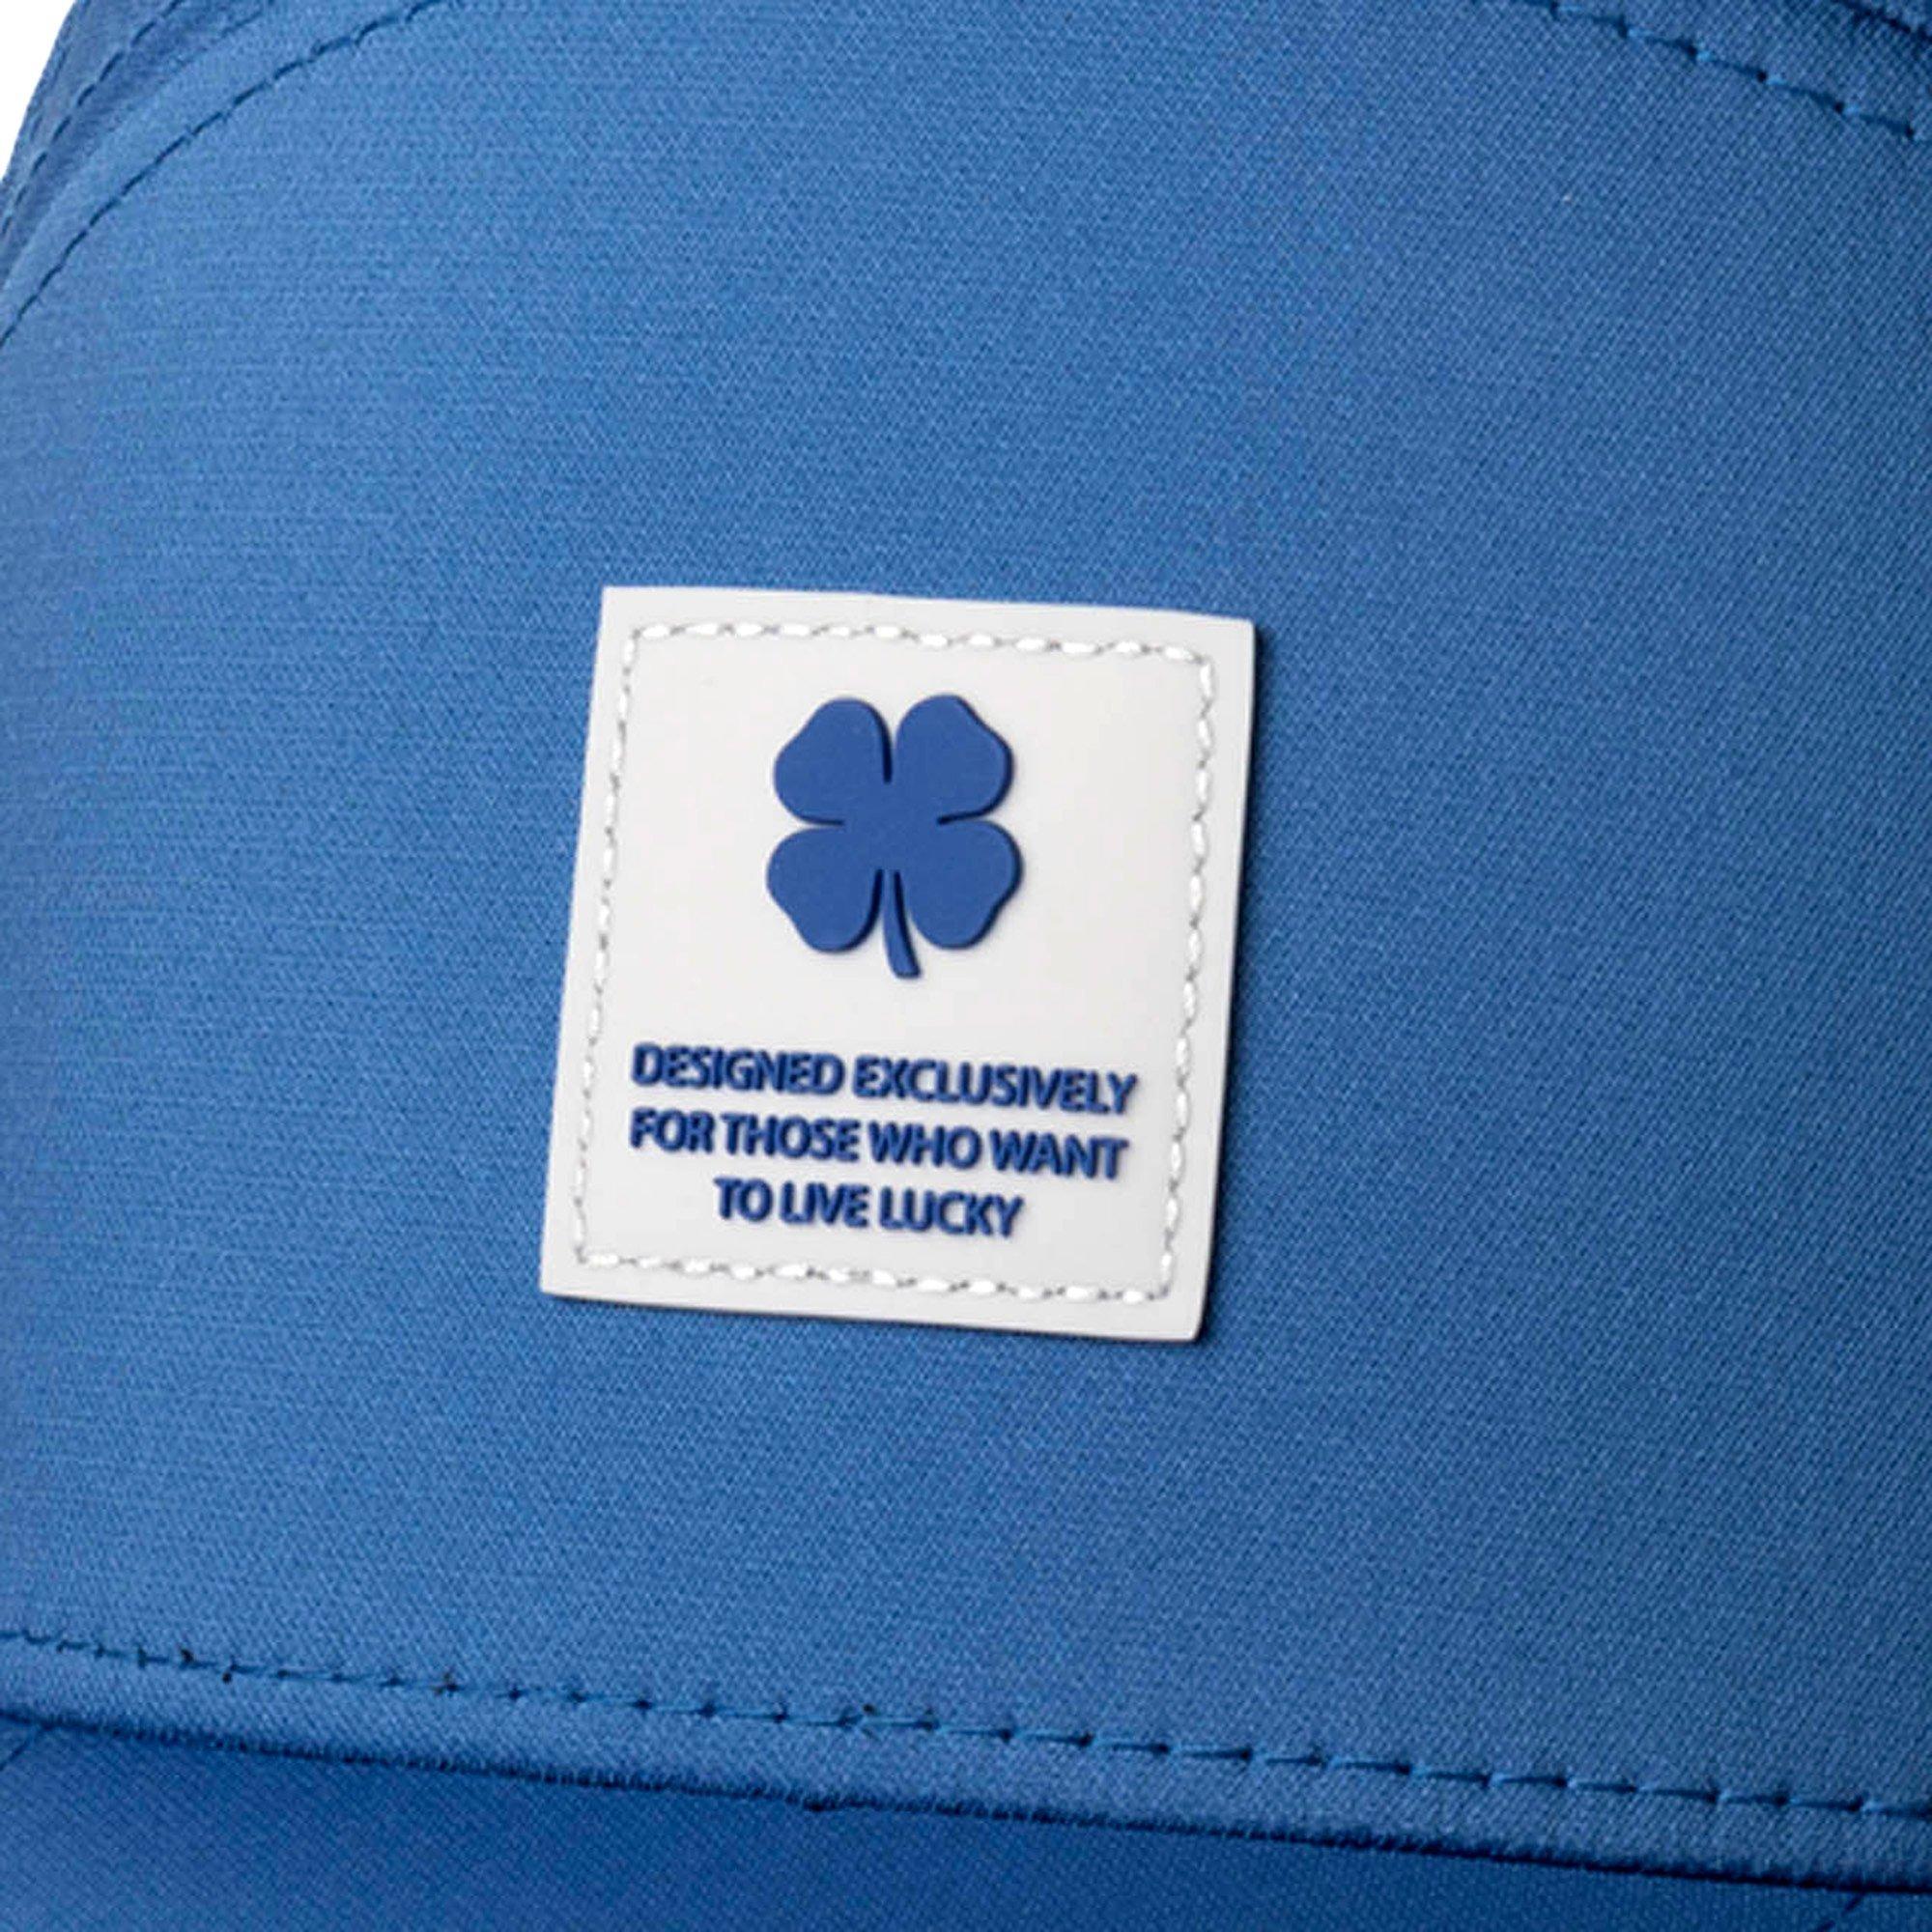 DESIGNED EXCLUSIVELY
FOR THOSE WHO WANT
TO LIVE LUCKY